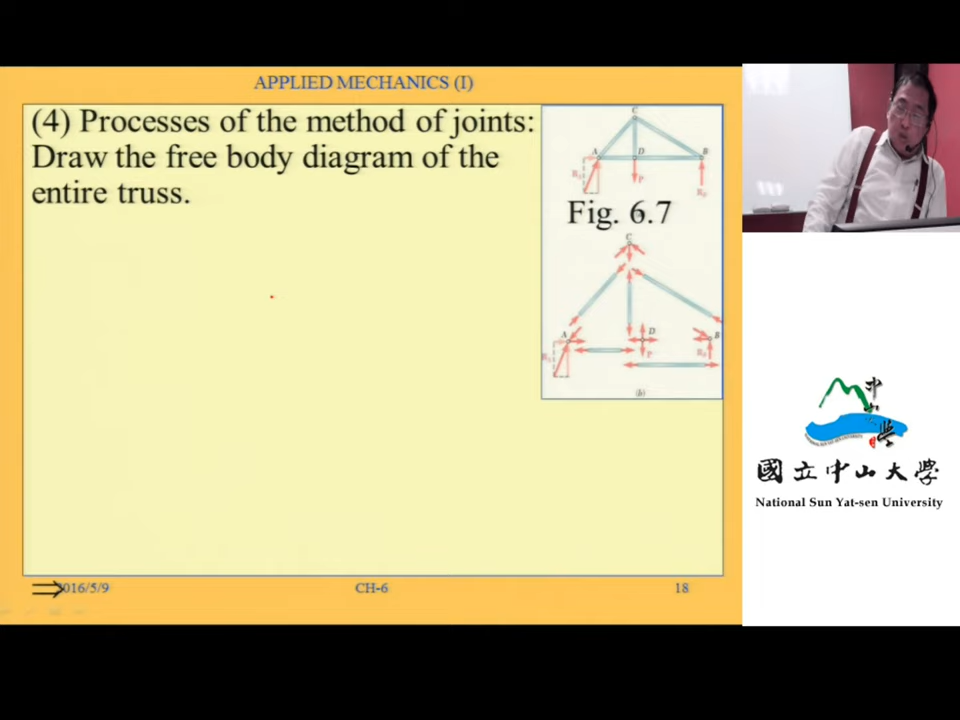 APPLIED MECHANICS (I)
(4) Processes of the method of joints:
Draw the free body diagram of the
entire truss.
C
A
D
B
P
Fig. 6.7
C
A
D
B
P
(b)
2016/5/9
CH-6
18
國立中山大學
National Sun Yat-sen University